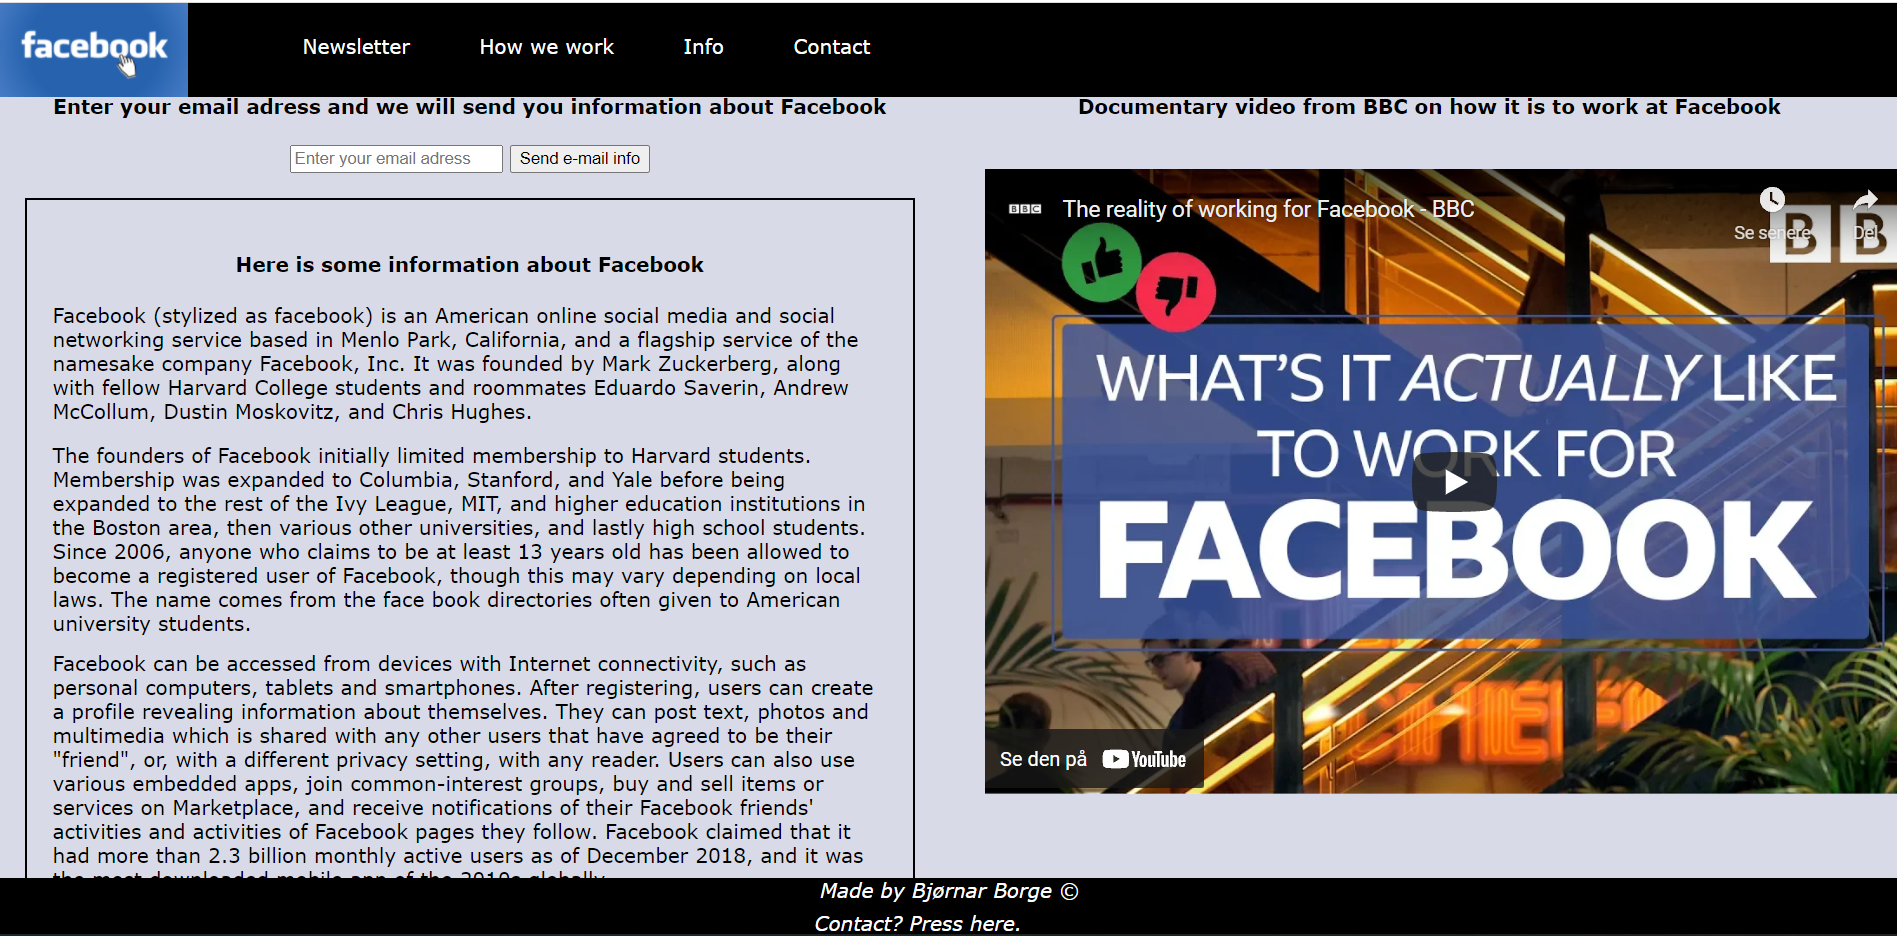 facebook
Newsletter How we work Info Contact
Enter your email adress and we will send you information about Facebook
Enter your email adress Send e-mail info
Here is some information about Facebook
Facebook (stylized as facebook) is an American online social media and social
networking service based in Menlo Park, California, and a flagship service of the
namesake company Facebook, Inc. It was founded by Mark Zuckerberg, along
with fellow Harvard College students and roommates Eduardo Saverin, Andrew
McCollum, Dustin Moskovitz, and Chris Hughes.
The founders of Facebook initially limited membership to Harvard students.
Membership was expanded to Columbia, Stanford, and Yale before being
expanded to the rest of the Ivy League, MIT, and higher education institutions in
the Boston area, then various other universities, and lastly high school students.
Since 2006, anyone who claims to be at least 13 years old has been allowed to
become a registered user of Facebook, though this may vary depending on local
laws. The name comes from the face book directories often given to American
university students.
Facebook can be accessed from devices with Internet connectivity, such as
personal computers, tablets and smartphones. After registering, users can create
a profile revealing information about themselves. They can post text, photos and
multimedia which is shared with any other users that have agreed to be their
"friend", or, with a different privacy setting, with any reader. Users can also use
various embedded apps, join common-interest groups, buy and sell items or
services on Marketplace, and receive notifications of their Facebook friends'
activities and activities of Facebook pages they follow. Facebook claimed that it
had more than 2.3 billion monthly active users as of December 2018, and it was
the most downloaded mobile app of the 2010s globally.
Documentary video from BBC on how it is to work at Facebook
BBC The reality of working for Facebook - BBC
Se senere Del
B B
WHAT'S IT ACTUALLY LIKE
TO WORK FOR
FACEBOOK
Se den på YouTube
Made by Bjørnar Borge ©
Contact? Press here.